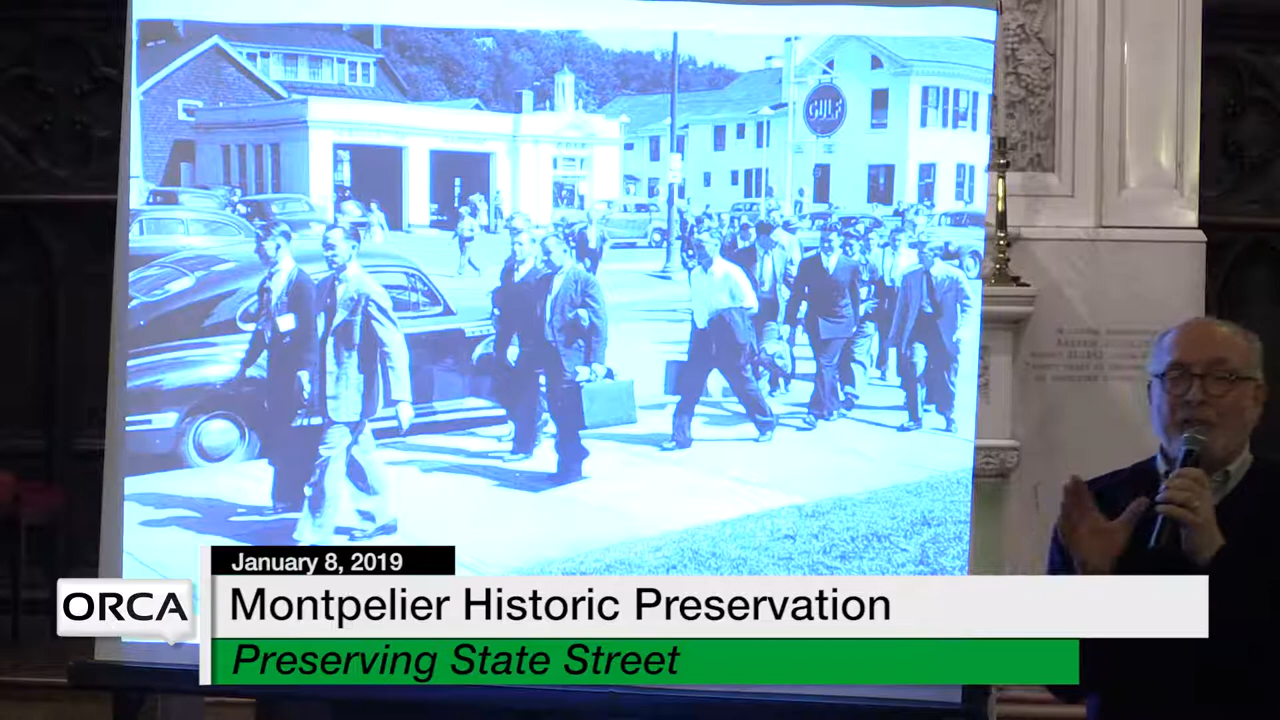 GULF
January 8, 2019
ORCA
Montpelier Historic Preservation
Preserving State Street